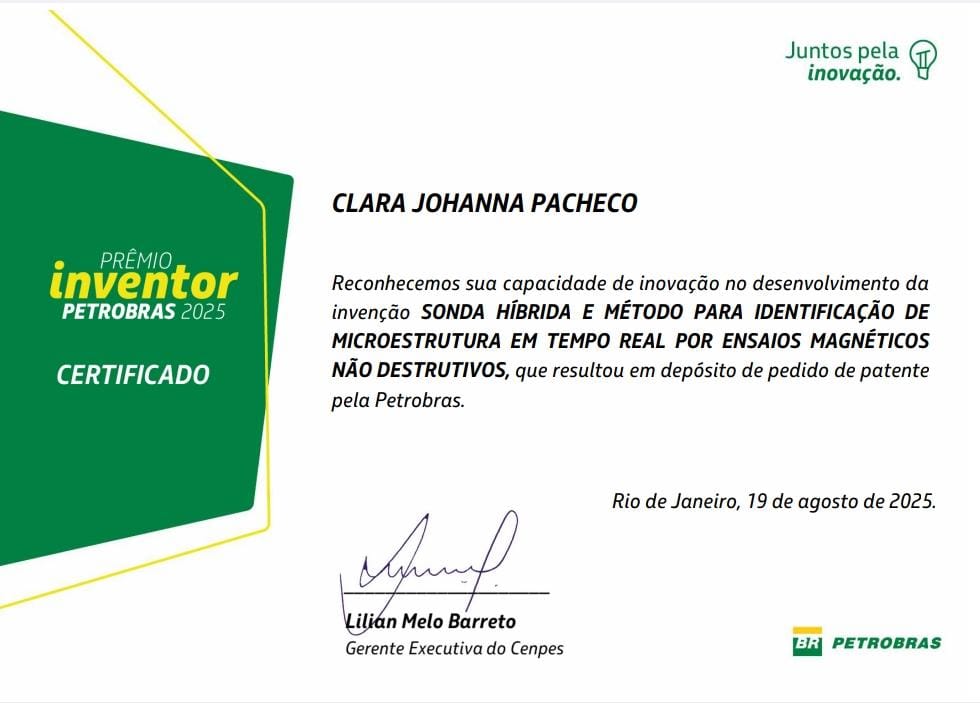 Juntos pela
inovação.
PRÊMIO
inventor
PETROBRAS 2025
CERTIFICADO
CLARA JOHANNA PACHECO
Reconhecemos sua capacidade de inovação no desenvolvimento da
invenção SONDA HÍBRIDA E MÉTODO PARA IDENTIFICAÇÃO DE
MICROESTRUTURA EM TEMPO REAL POR ENSAIOS MAGNÉTICOS
NÃO DESTRUTIVOS, que resultou em depósito de pedido de patente
pela Petrobras.
Rio de Janeiro, 19 de agosto de 2025.
Lilian Melo Barreto
Gerente Executiva do Cenpes
BR PETROBRAS